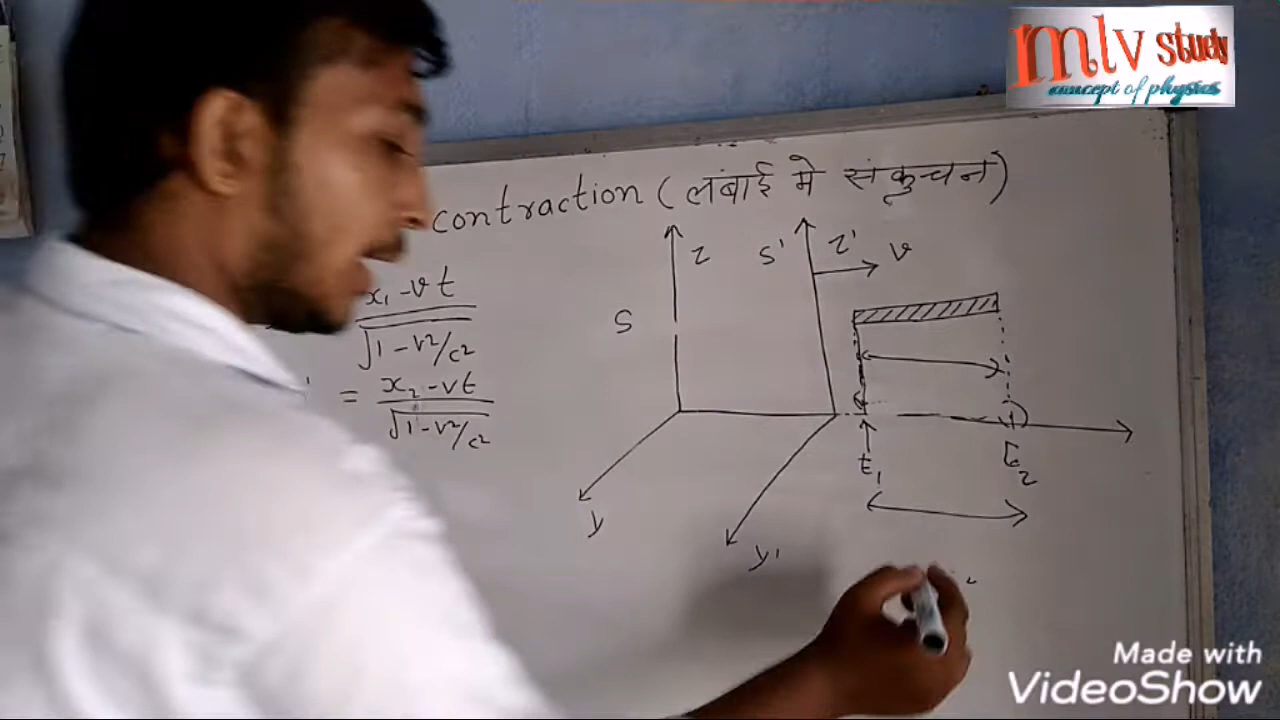 mlv study
concept of physics
contraction (लंबाई मे संकुचन)
z
S'
z'
v
S
x₁ - vt
√1 - v²/c²
= x₂ - vt
√1 - v²/c²
t₁
t₂
y
y'
Made with
VideoShow